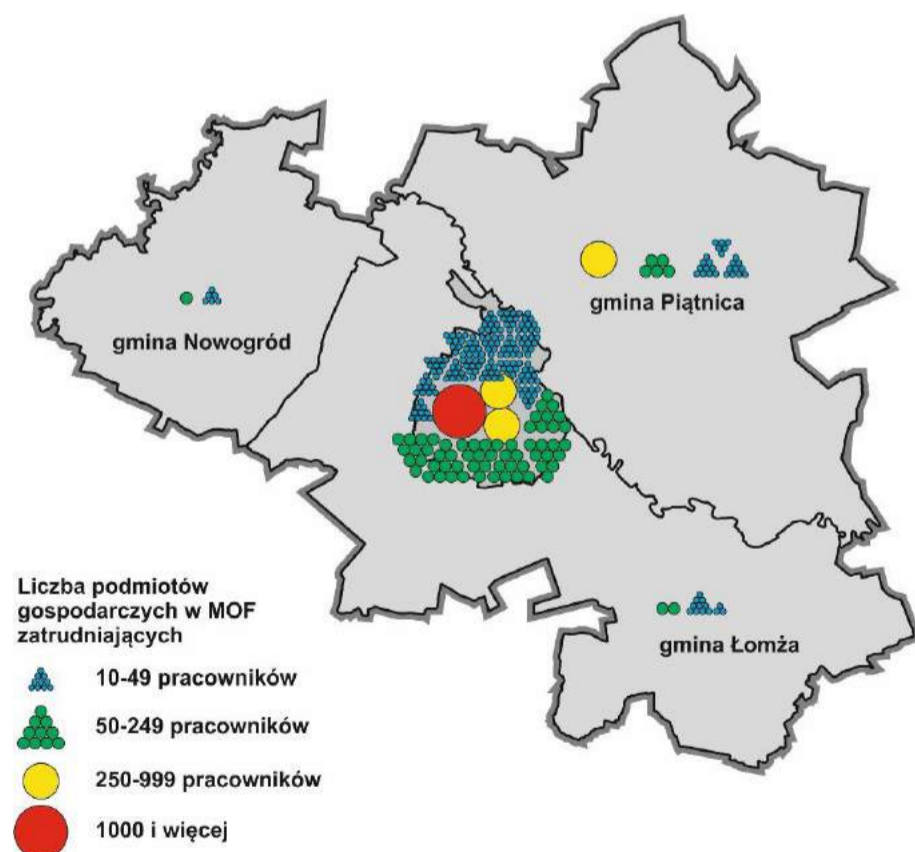 gmina Piątnica
gmina Nowogród
gmina Łomża
Liczba podmiotów
gospodarczych w MOF
zatrudniających
10-49 pracowników
50-249 pracowników
250-999 pracowników
1000 i więcej